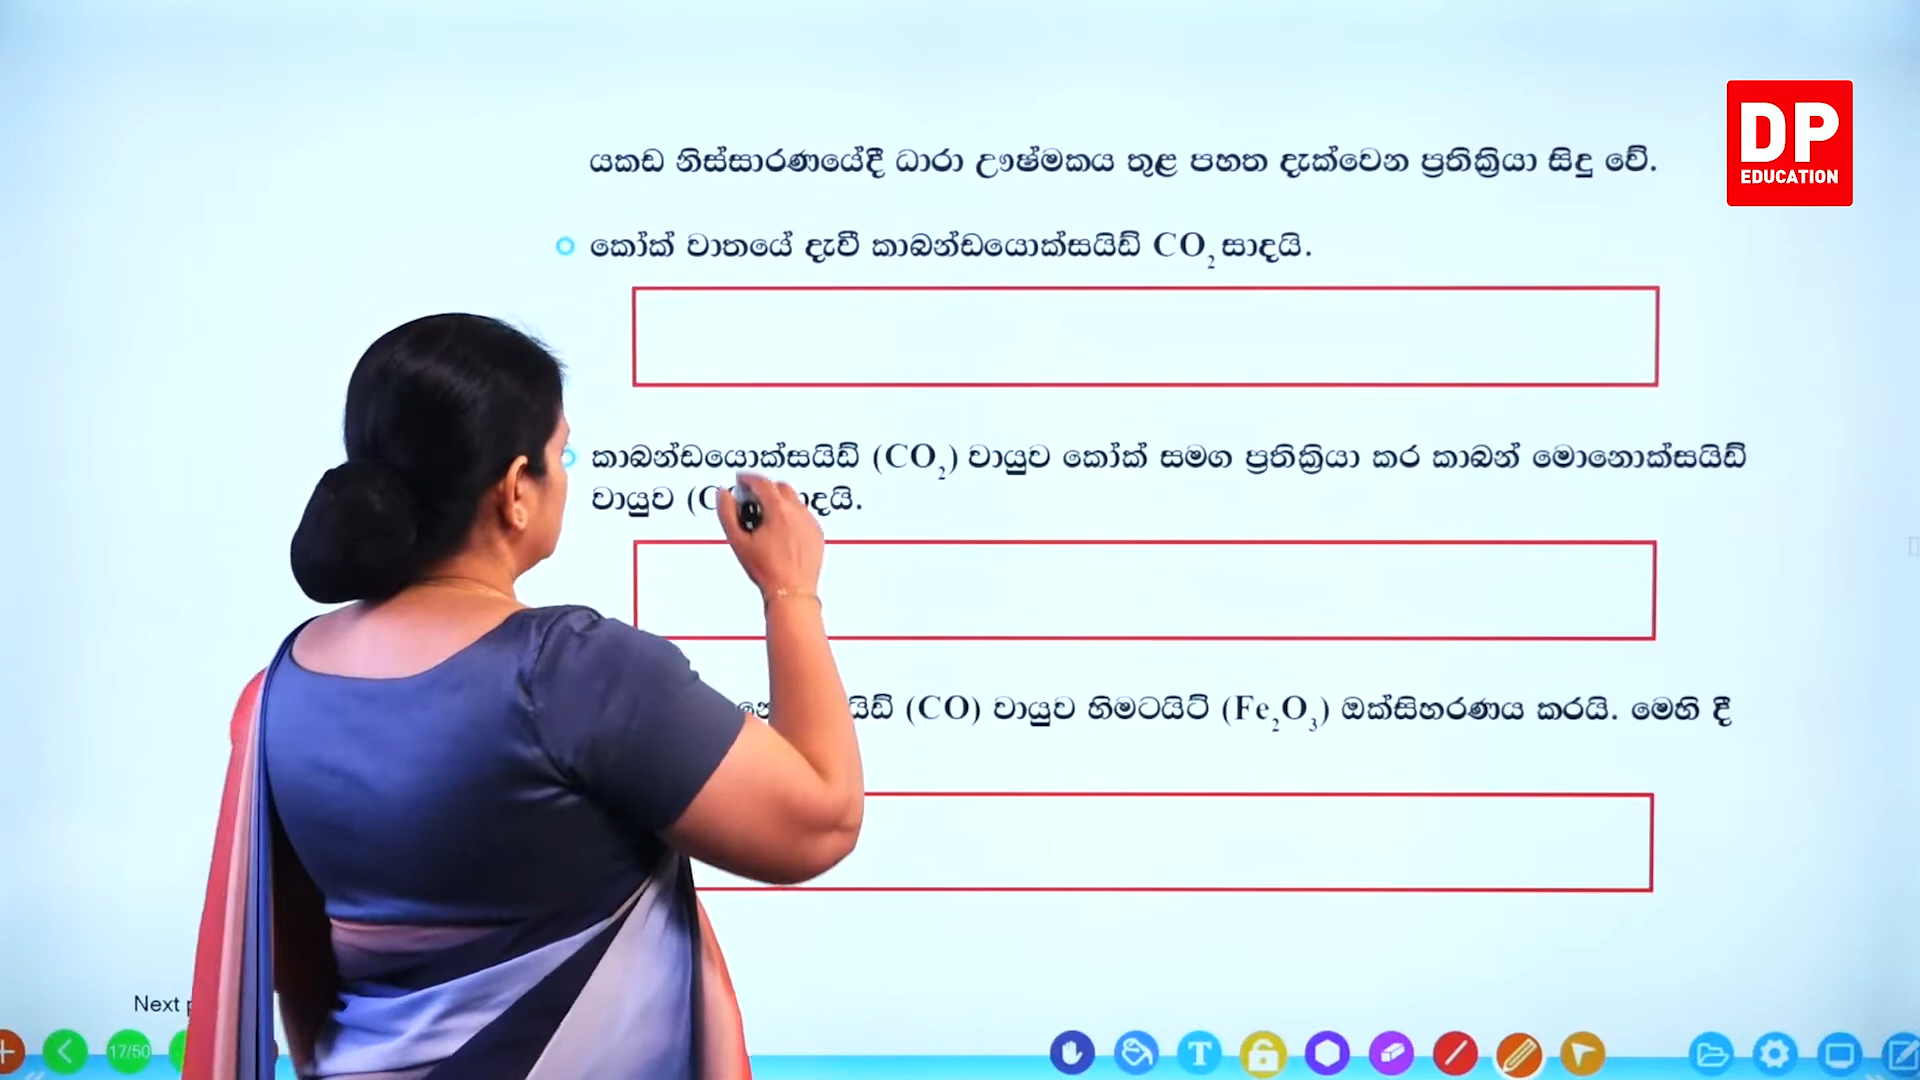 DP
EDUCATION
යකඩ නිස්සාරණයේදී ධාරා ඌෂ්මකය තුළ පහත දැක්වෙන ප්‍රතික්‍රියා සිදු වේ.
කෝක් වාතයේ දැවී කාබන්ඩයොක්සයිඩ් CO₂ සාදයි.
කාබන්ඩයොක්සයිඩ් (CO₂) වායුව කෝක් සමග ප්‍රතික්‍රියා කර කාබන් මොනොක්සයිඩ්
වායුව
(CO) වායුව හිමටයිට් (Fe₂O₃) ඔක්සිහරණය කරයි. මෙහි දී
Next
17/50
T